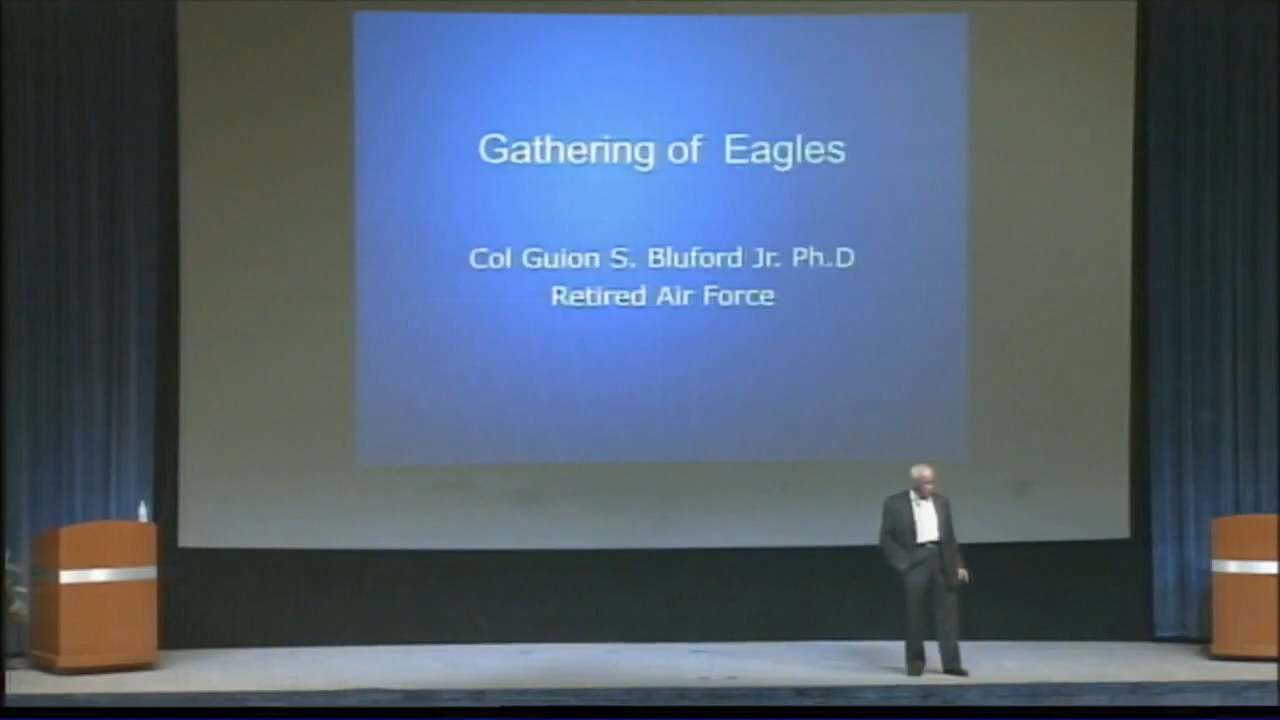 Gathering of Eagles
Col Guion S. Bluford Jr. Ph.D
Retired Air Force